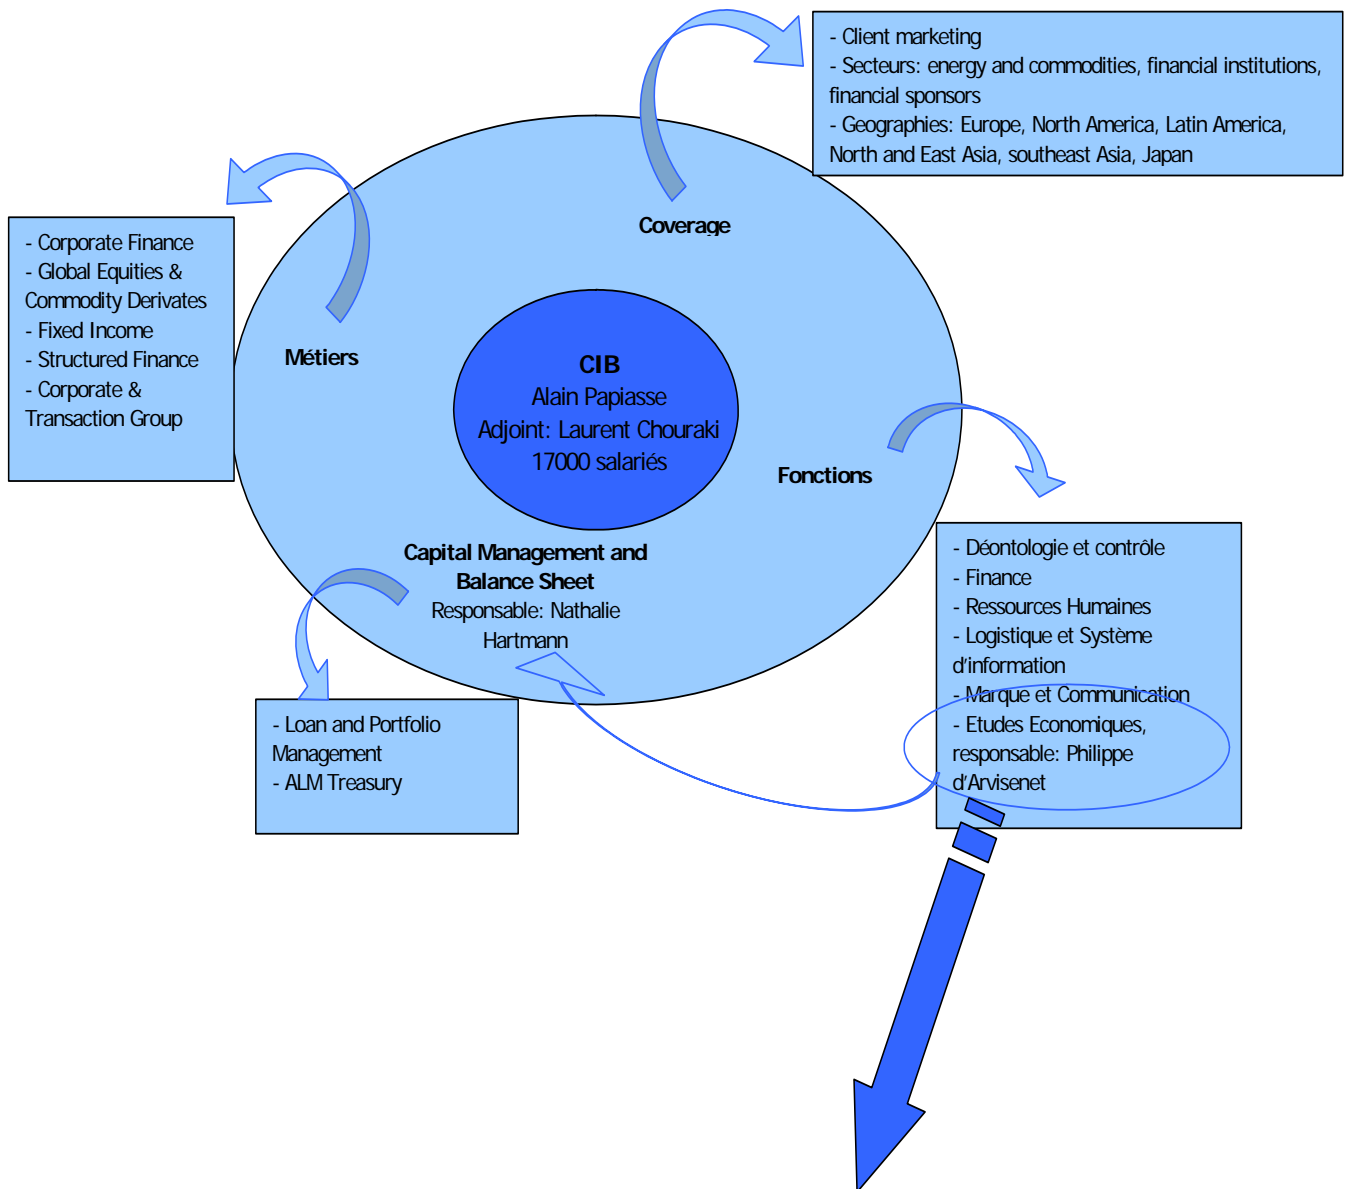 - Client marketing
- Secteurs: energy and commodities, financial institutions,
financial sponsors
- Geographies: Europe, North America, Latin America,
North and East Asia, southeast Asia, Japan
Coverage
- Corporate Finance
- Global Equities &
Commodity Derivates
- Fixed Income
- Structured Finance
- Corporate &
Transaction Group
Métiers
CIB
Alain Papiasse
Adjoint: Laurent Chouraki
17000 salariés
Fonctions
Capital Management and
Balance Sheet
Responsable: Nathalie
Hartmann
- Déontologie et contrôle
- Finance
- Ressources Humaines
- Logistique et Système
d'information
- Marque et Communication
- Etudes Economiques,
responsable: Philippe
d'Arvisenet
- Loan and Portfolio
Management
- ALM Treasury